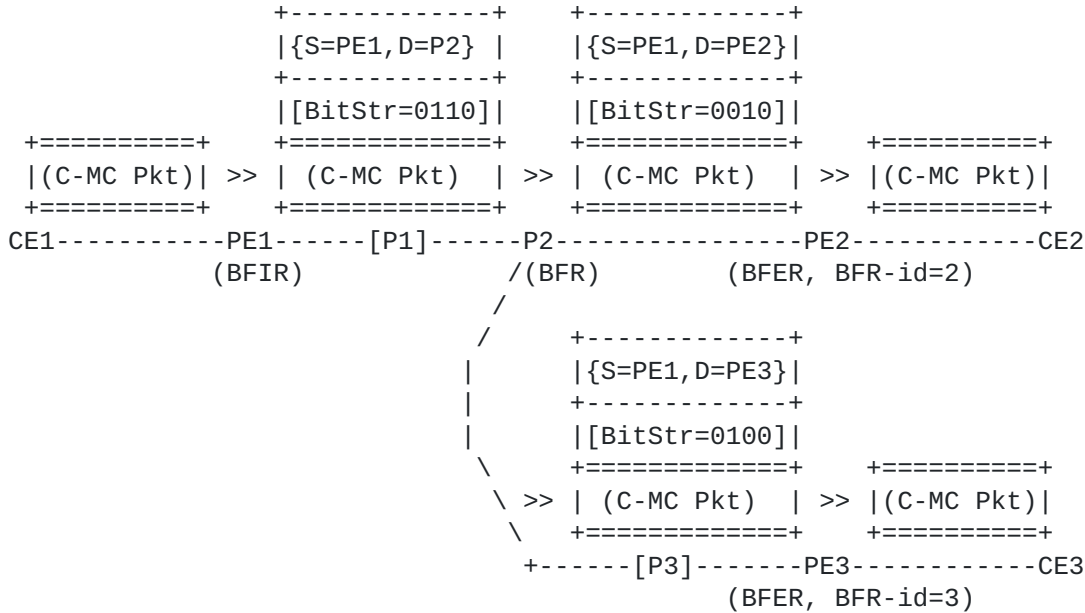 +-------------+    +-------------+
                   |{S=PE1,D=P2} |    |{S=PE1,D=PE2}|
                   +-------------+    +-------------+
                   |[BitStr=0110]|    |[BitStr=0010]|
 +==========+    +=============+    +=============+    +==========+
 |(C-MC Pkt)| >> | (C-MC Pkt)  | >> | (C-MC Pkt)  | >> |(C-MC Pkt)|
 +==========+    +=============+    +=============+    +==========+
CE1-----------PE1------[P1]------P2----------------PE2------------CE2
             (BFIR)             /(BFR)        (BFER, BFR-id=2)
                               /
                              /     +-------------+
                             |      |{S=PE1,D=PE3}|
                             |      +-------------+
                             |      |[BitStr=0100]|
                              \     +=============+    +==========+
                               \ >> | (C-MC Pkt)  | >> |(C-MC Pkt)|
                                \   +=============+    +==========+
                                 +------[P3]-------PE3------------CE3
                                              (BFER, BFR-id=3)